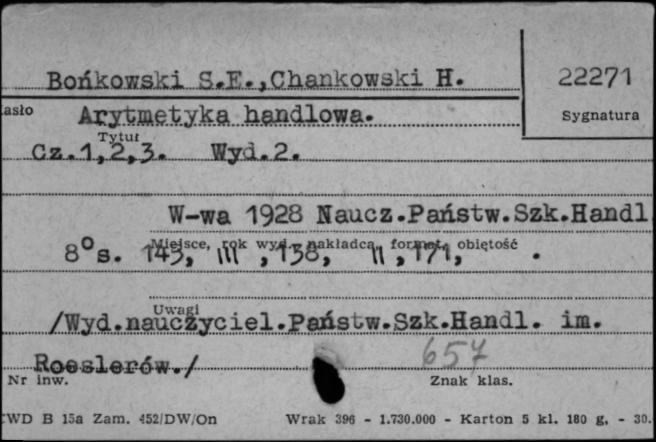 Bońkowski S.E.,Chankowski H.
22271
asło
Arytmetyka handlowa.
Sygnatura
Tytuł
Cz.1,2,3. Wyd.2.
W-wa 1928 Naucz.Państw.Szk.Handl
Miejsce, rok wyd., nakładca, format, objętość
8° s. 143, III ,138, II ,171, .
Uwagi
/Wyd.nauczyciel.Państw.Szk.Handl. im.
Roeslerów./
657
Nr inw.
Znak klas.
CWD B 15a Zam. 452/DW/On Wrak 396 - 1.730.000 - Karton 5 kl. 180 g, - 30.